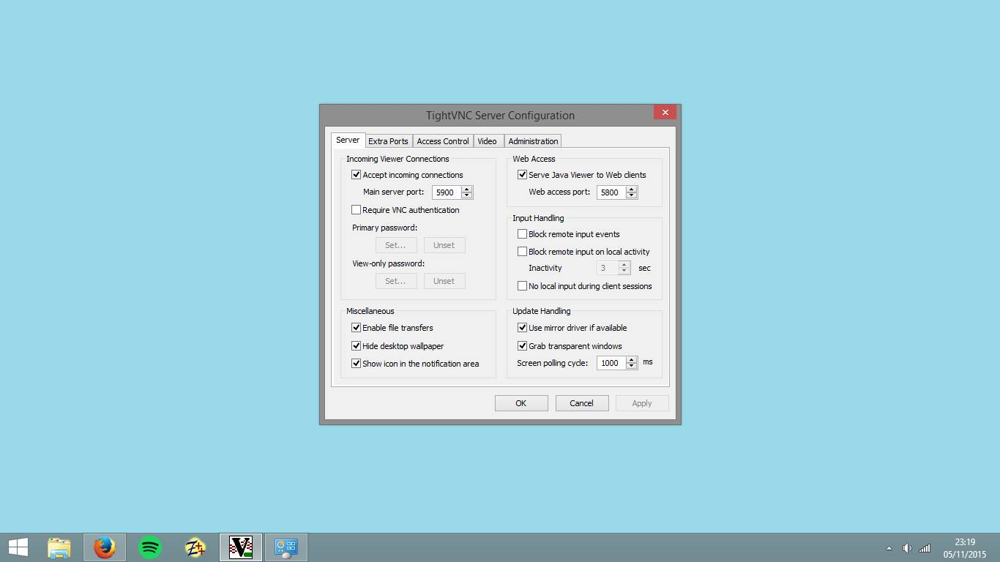 TightVNC Server Configuration
Server Extra Ports Access Control Video Administration
Incoming Viewer Connections
Accept incoming connections
Main server port: 5900
Require VNC authentication
Primary password:
Set... Unset
View-only password:
Set... Unset
Miscellaneous
Enable file transfers
Hide desktop wallpaper
Show icon in the notification area
Web Access
Serve Java Viewer to Web clients
Web access port: 5800
Input Handling
Block remote input events
Block remote input on local activity
Inactivity 3 sec
No local input during client sessions
Update Handling
Use mirror driver if available
Grab transparent windows
Screen polling cycle: 1000 ms
OK Cancel Apply
23:19
05/11/2015